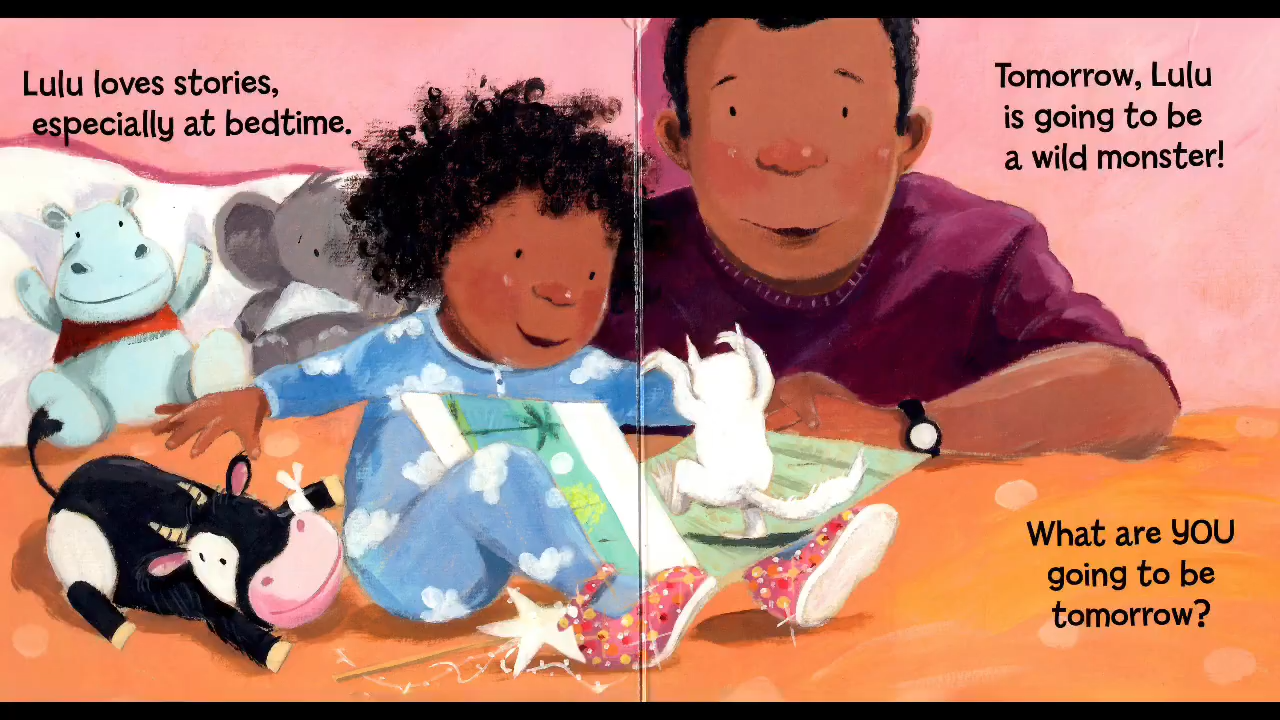 Lulu loves stories,
especially at bedtime.
Tomorrow, Lulu
is going to be
a wild monster!
What are YOU
going to be
tomorrow?